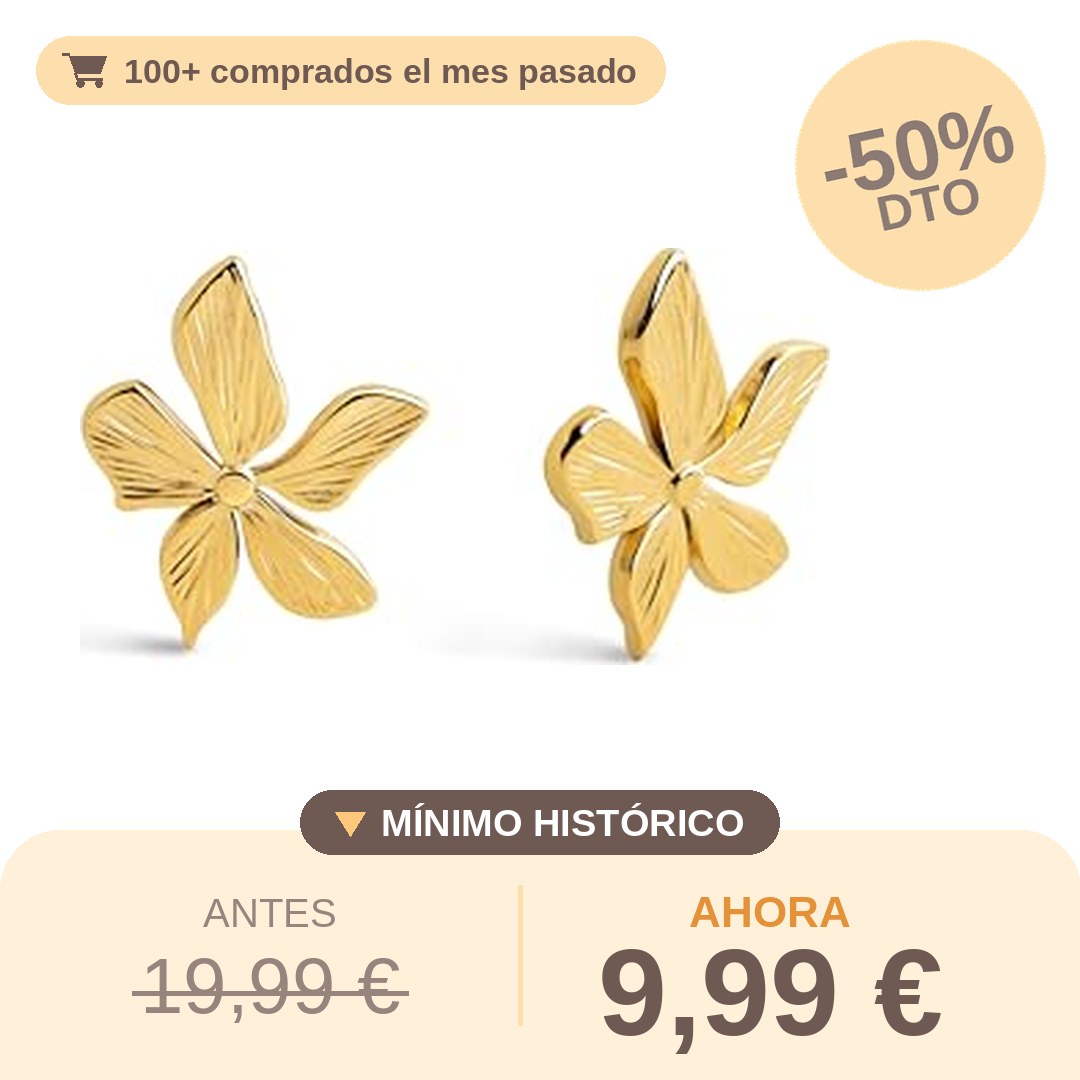 100+ comprados el mes pasado
-50%
DTO
MÍNIMO HISTÓRICO
ANTES
AHORA
19,99 €
9,99 €